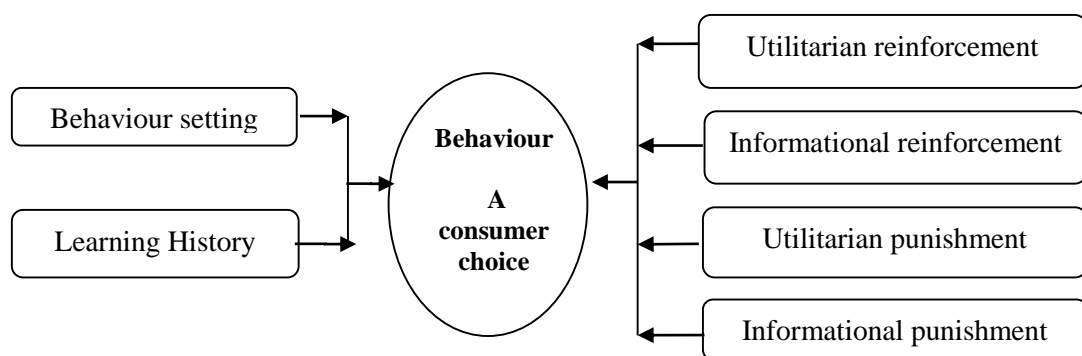 Behaviour setting
Learning History
Behaviour
A
consumer
choice
Utilitarian reinforcement
Informational reinforcement
Utilitarian punishment
Informational punishment